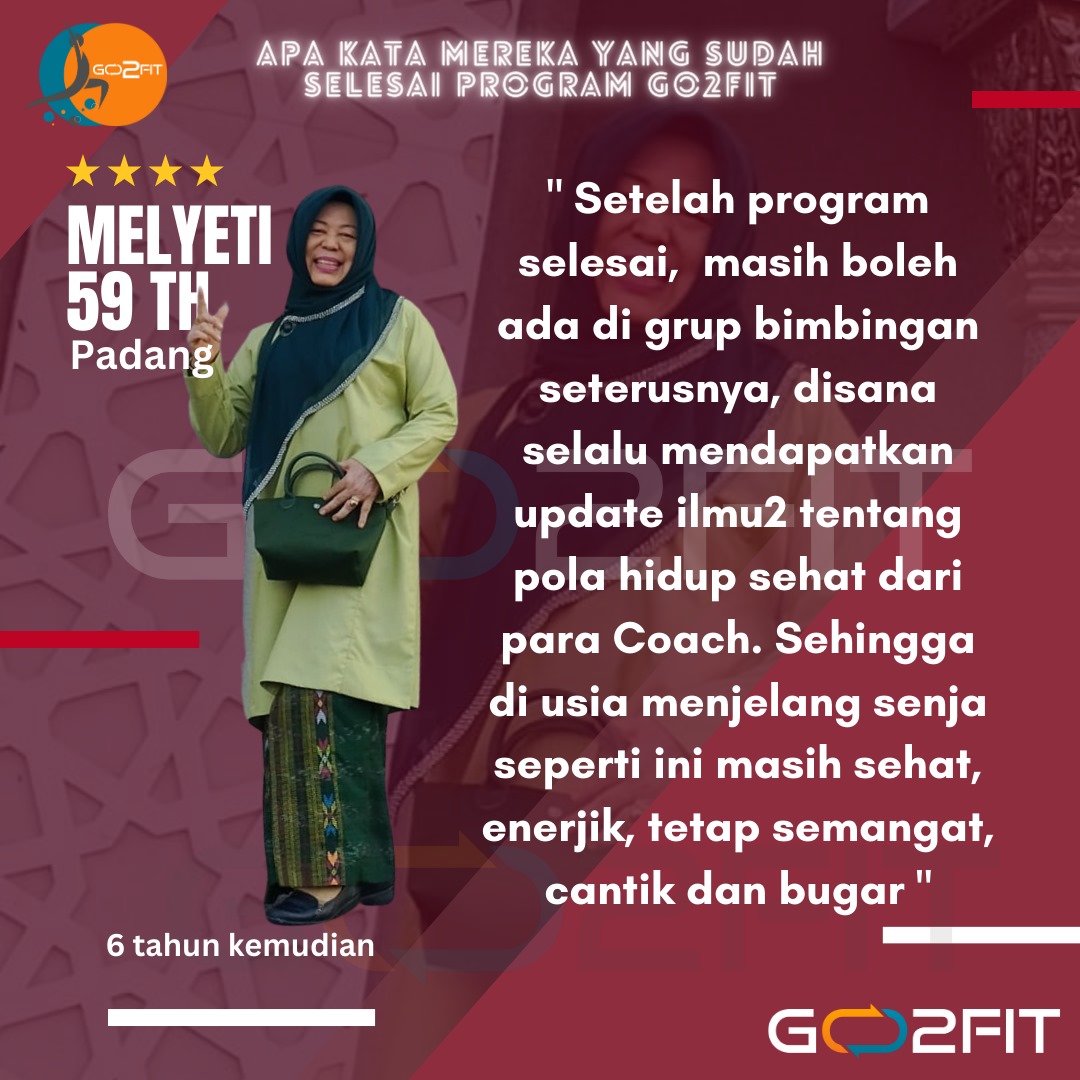 GO2FIT
APA KATA MEREKA YANG SUDAH
SELESAI PROGRAM GO2FIT
MELYETI
59 TH
Padang
" Setelah program
selesai, masih boleh
ada di grup bimbingan
seterusnya, disana
selalu mendapatkan
update ilmu2 tentang
pola hidup sehat dari
para Coach. Sehingga
di usia menjelang senja
seperti ini masih sehat,
enerjik, tetap semangat,
cantik dan bugar "
GO2FIT
GO2FIT
6 tahun kemudian
GO2FIT